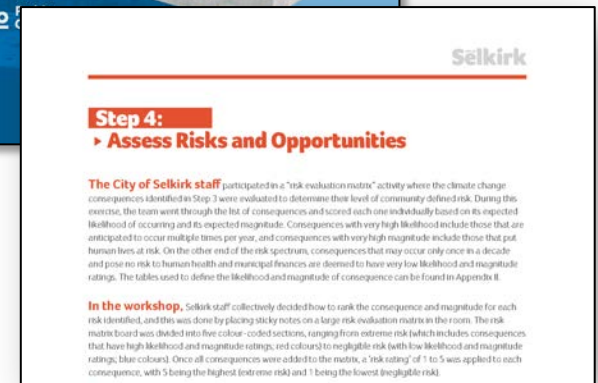 Selkirk
Step 4:
▸ Assess Risks and Opportunities
The City of Selkirk staff participated in a "risk evaluation matrix" activity where the climate change
consequences identified in Step 3 were evaluated to determine their level of community defined risk. During this
exercise, the team went through the list of consequences and scored each one individually based on its expected
likelihood of occurring and its expected magnitude. Consequences with very high likelihood include those that are
anticipated to occur multiple times per year, and consequences with very high magnitude include those that put
human lives at risk. On the other end of the risk spectrum, consequences that may occur only once in a decade
and pose no risk to human health and municipal finances are deemed to have very low likelihood and magnitude
ratings. The tables used to define the likelihood and magnitude of consequence can be found in Appendix II.
In the workshop, Selkirk staff collectively decided how to rank the consequence and magnitude for each
risk identified, and this was done by placing sticky notes on a large risk evaluation matrix in the room. The risk
matrix board was divided into five colour-coded sections, ranging from extreme risk (which includes consequences
that have high likelihood and magnitude ratings; red colours) to negligible risk (with low likelihood and magnitude
ratings; blue colours). Once all consequences were added to the matrix, a 'risk rating' of 1 to 5 was applied to each
consequence, with 5 being the highest (extreme risk) and 1 being the lowest (negligible risk).